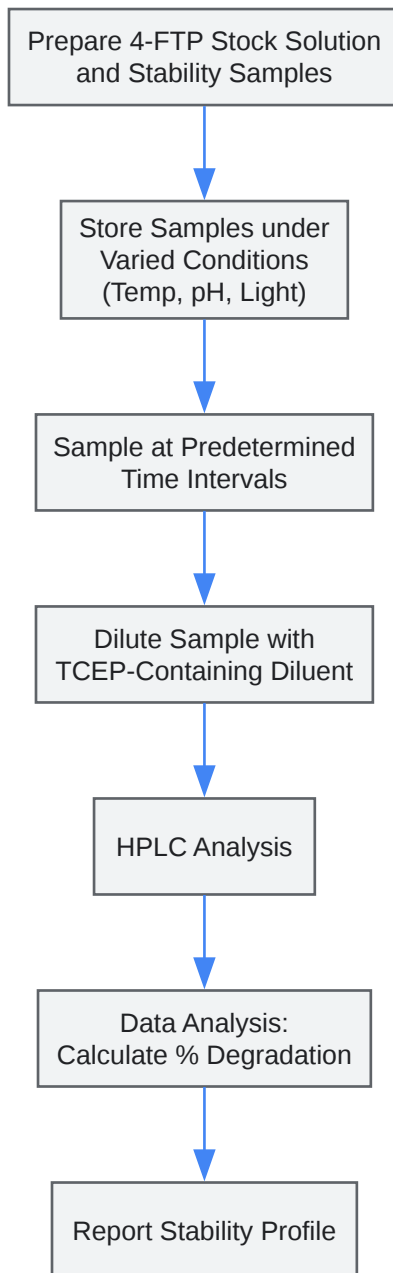 Prepare 4-FTP Stock Solution
and Stability Samples
Store Samples under
Varied Conditions
(Temp, pH, Light)
Sample at Predetermined
Time Intervals
Dilute Sample with
TCEP-Containing Diluent
HPLC Analysis
Data Analysis:
Calculate % Degradation
Report Stability Profile